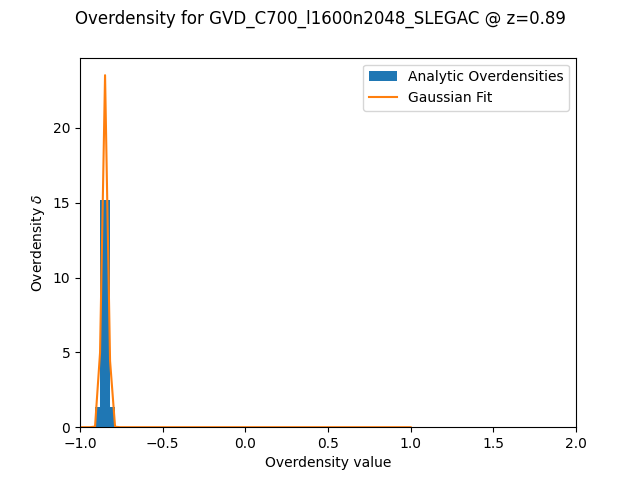 Overdensity for GVD_C700_l1600n2048_SLEGAC @ z=0.89
Analytic Overdensities
Gaussian Fit
Overdensity δ
20
15
10
5
0
−1.0 −0.5 0.0 0.5 1.0 1.5 2.0
Overdensity value